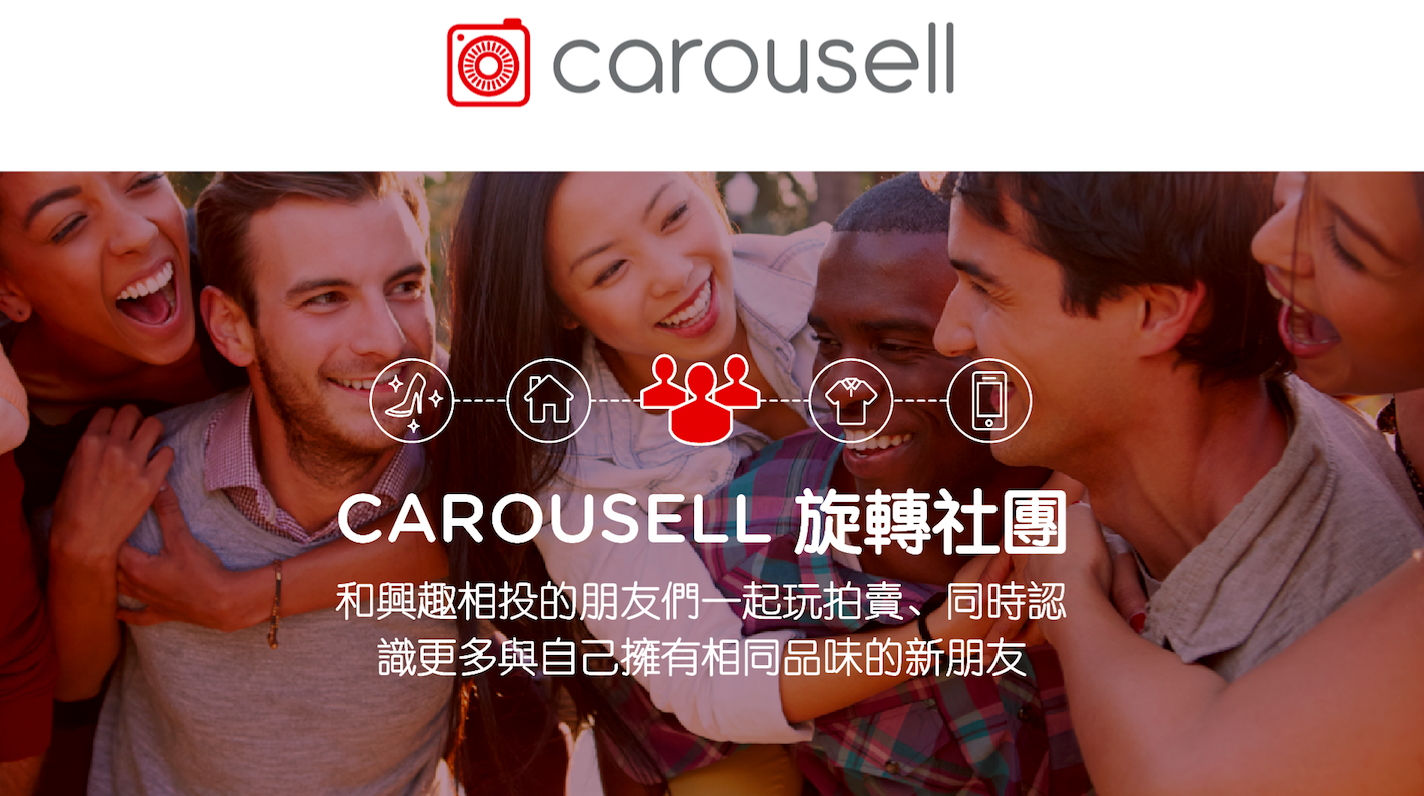 carousell
CAROUSELL 旋轉社團
和興趣相投的朋友們一起玩拍賣、同時認
識更多與自己擁有相同品味的新朋友